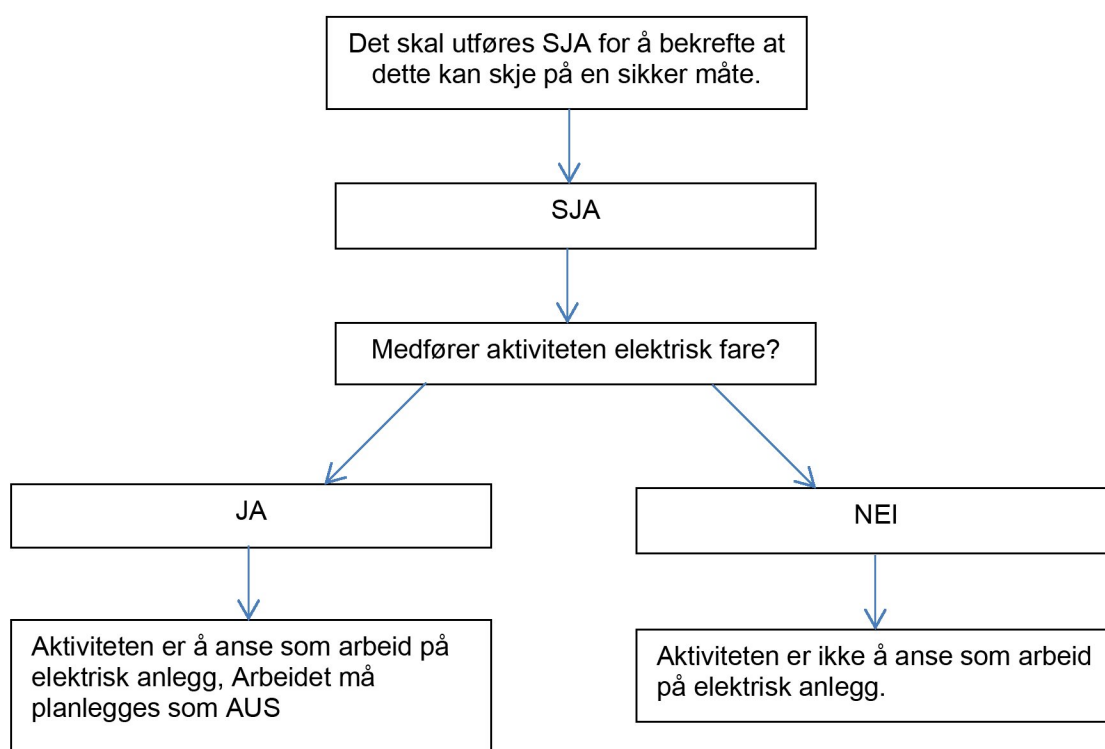 Det skal utføres SJA for å bekrefte at
dette kan skje på en sikker måte.
SJA
Medfører aktiviteten elektrisk fare?
JA
NEI
Aktiviteten er å anse som arbeid på
elektrisk anlegg, Arbeidet må
planlegges som AUS
Aktiviteten er ikke å anse som arbeid
på elektrisk anlegg.